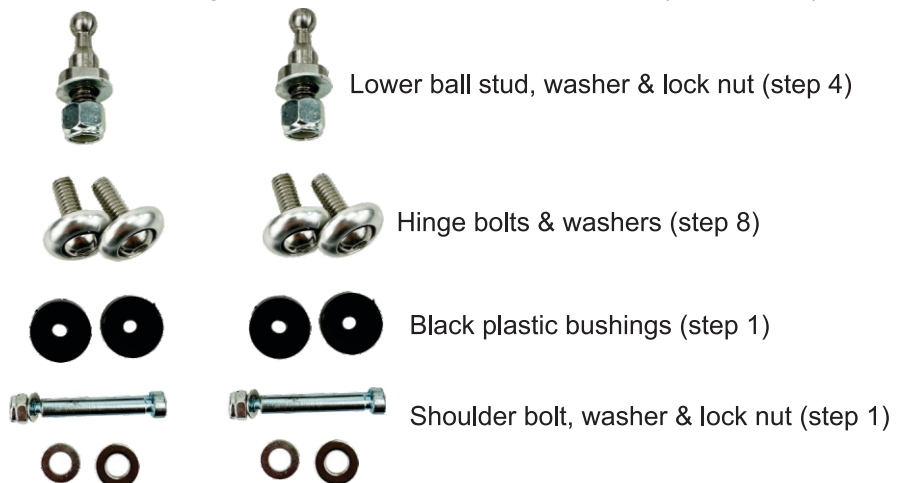 Lower ball stud, washer & lock nut (step 4)
Hinge bolts & washers (step 8)
Black plastic bushings (step 1)
Shoulder bolt, washer & lock nut (step 1)